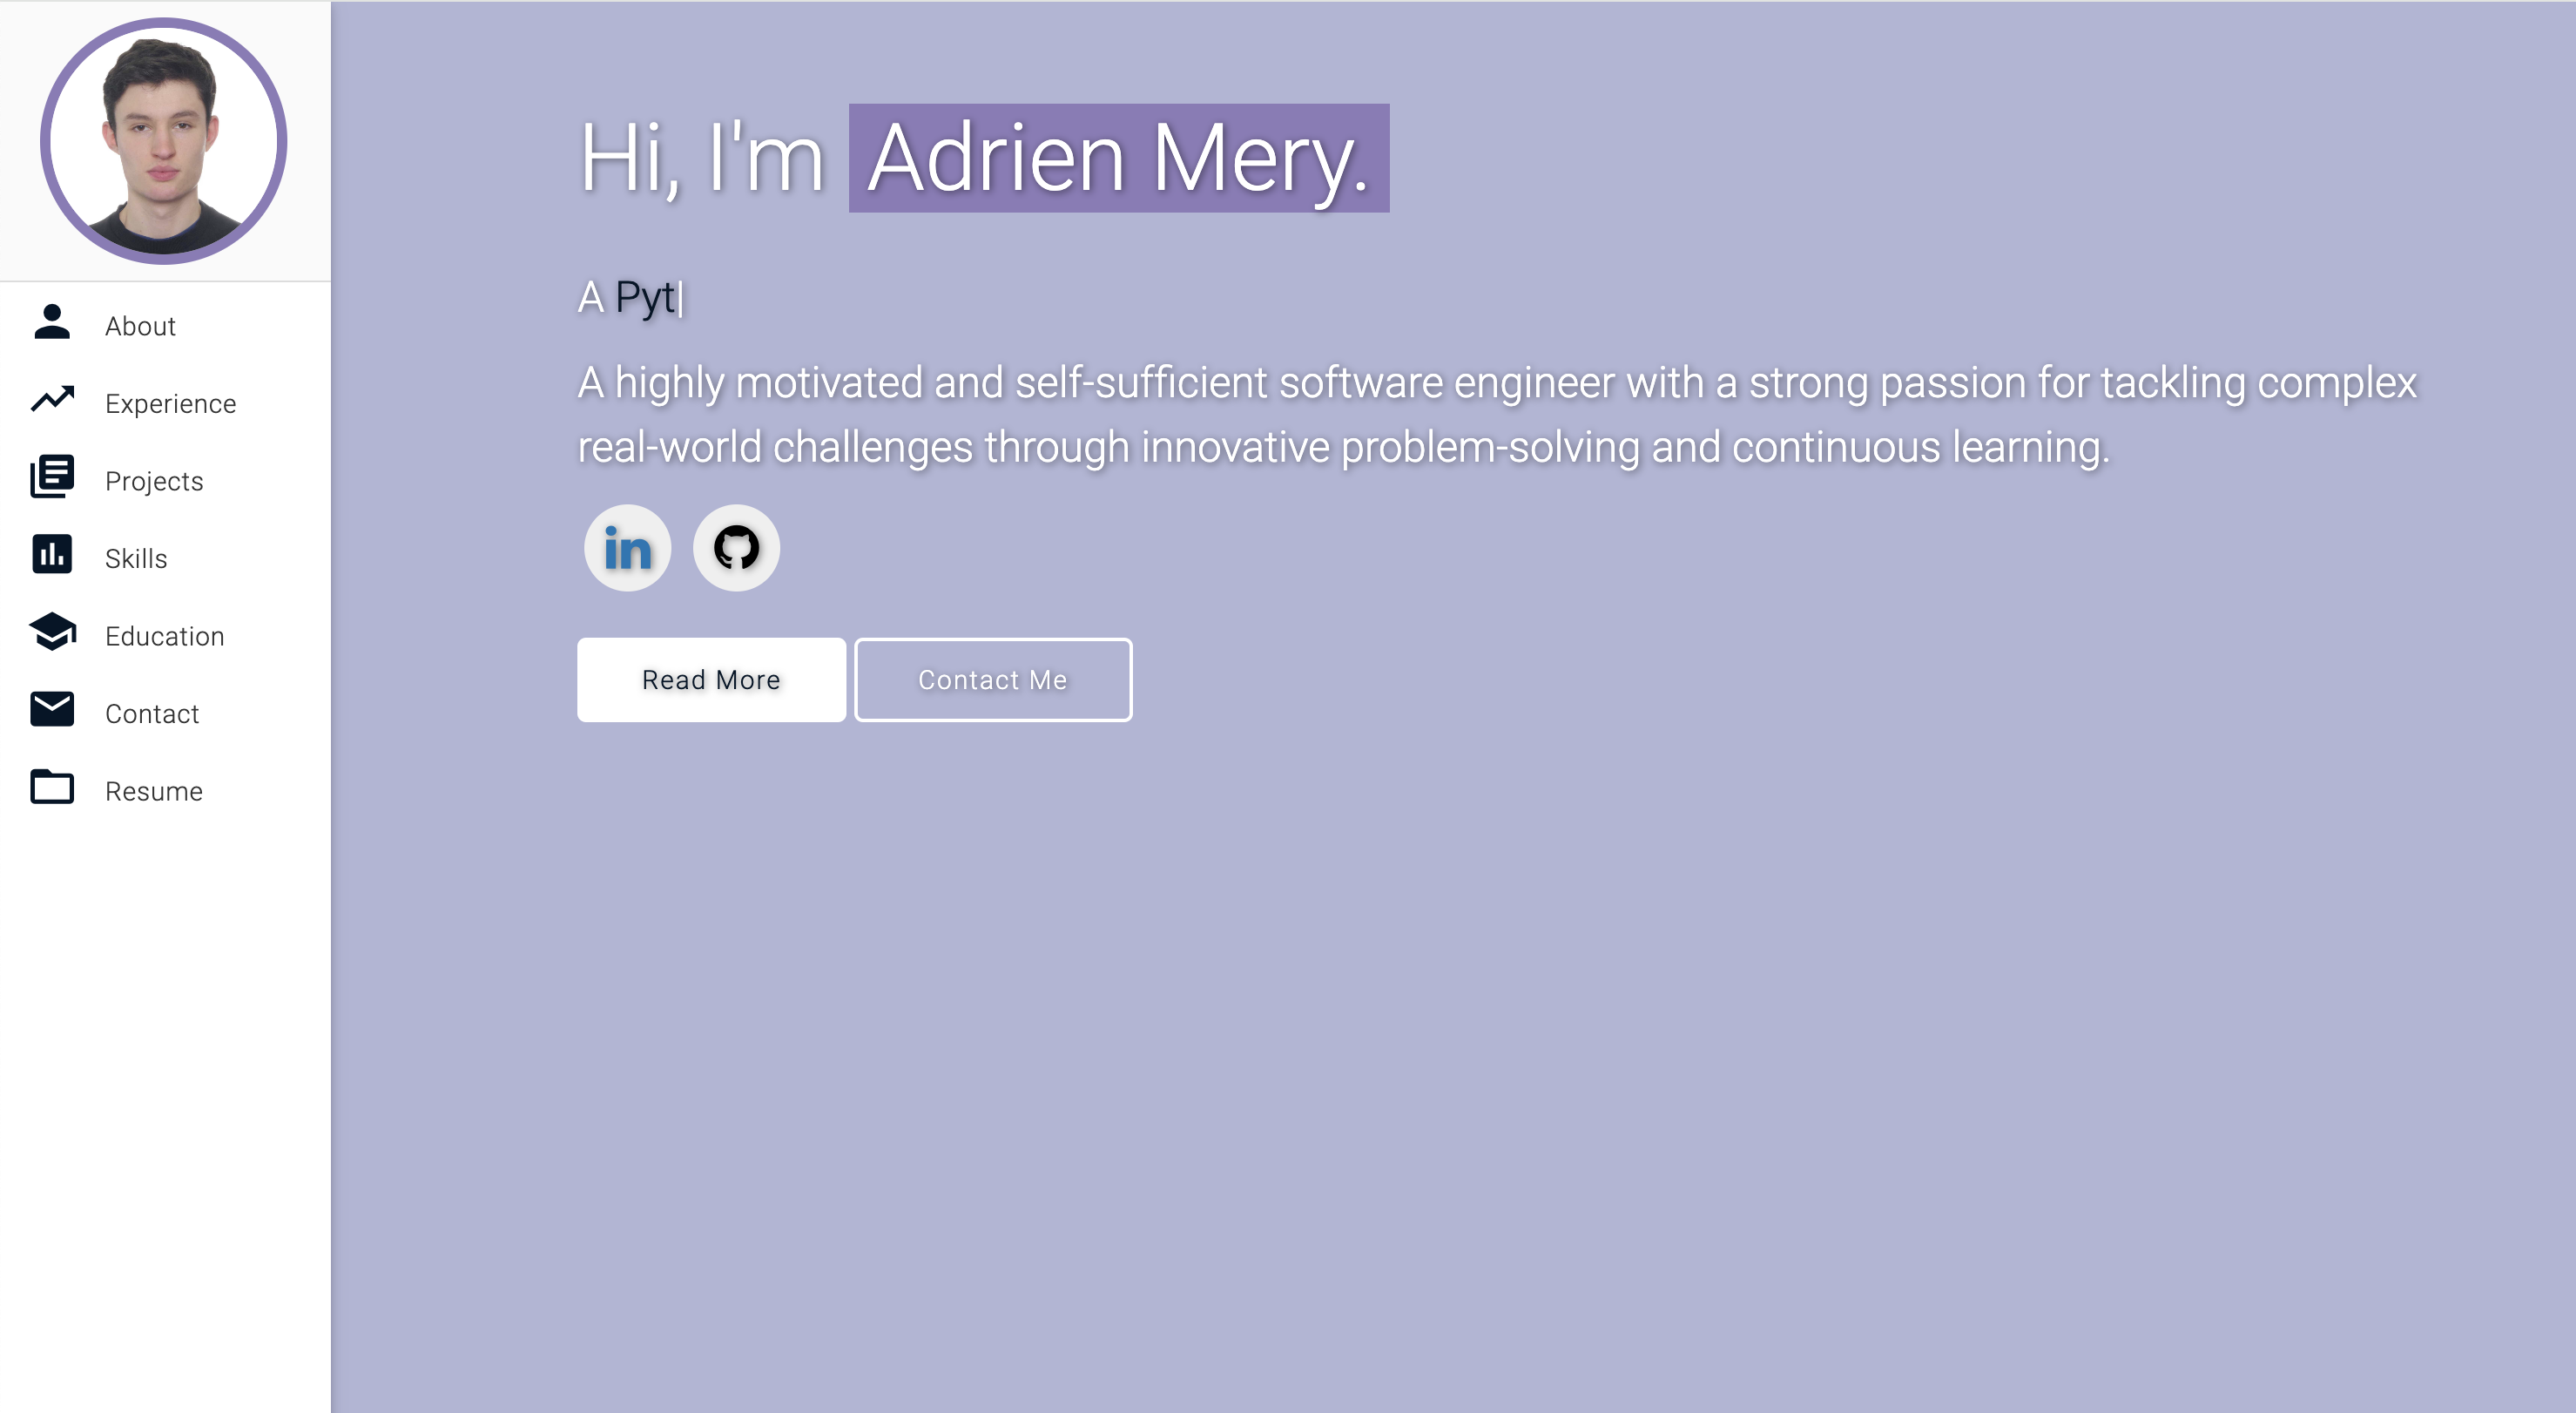 About
Experience
Projects
Skills
Education
Contact
Resume
Hi, I'm Adrien Mery.
A Pyt|
A highly motivated and self-sufficient software engineer with a strong passion for tackling complex
real-world challenges through innovative problem-solving and continuous learning.
in
Read More Contact Me